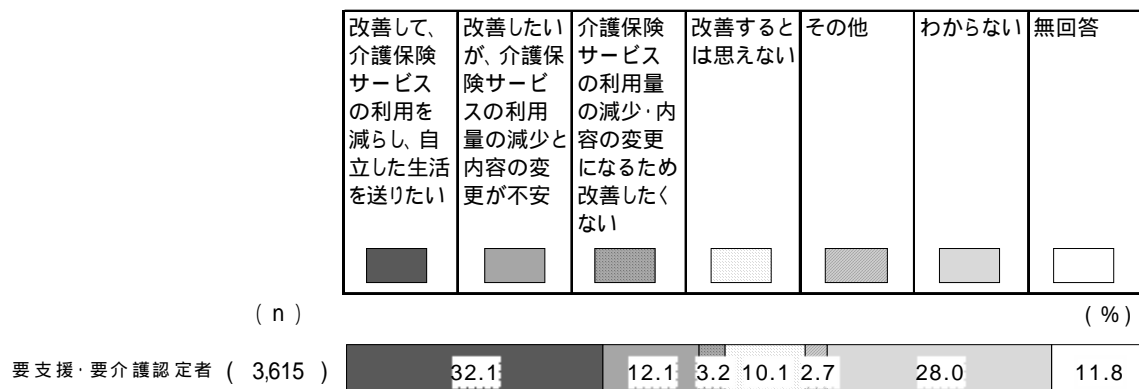 改善して、
介護保険
サービス
の利用を
減らし、自
立した生活
を送りたい
改善したい
が、介護保
険サービ
スの利用
量の減少と
内容の変
更が不安
介護保険
サービス
の利用量
の減少・内
容の変更
になるため
改善したく
ない
改善すると
は思えない
その他
わからない
無回答
(n)
(%)
要支援・要介護認定者 ( 3,615 )
32.1 12.1 3.2 10.1 2.7 28.0 11.8